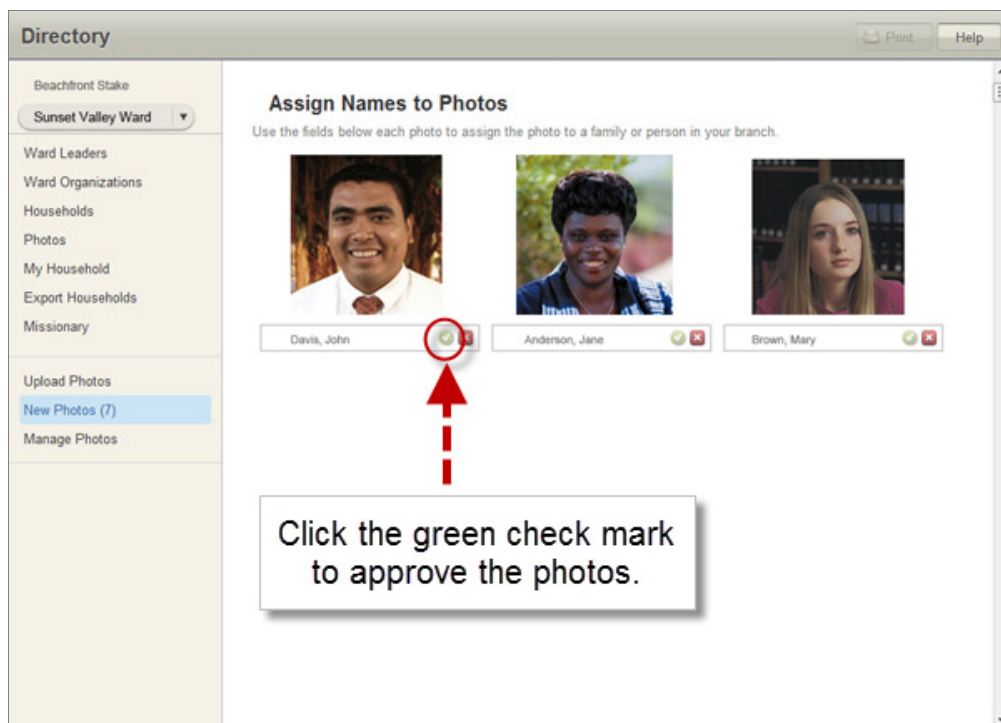 Directory
Print
Help
Beachfront Stake
Sunset Valley Ward
Ward Leaders
Ward Organizations
Households
Photos
My Household
Export Households
Missionary
Upload Photos
New Photos (7)
Manage Photos
Assign Names to Photos
Use the fields below each photo to assign the photo to a family or person in your branch.
Davis, John
Anderson, Jane
Brown, Mary
Click the green check mark
to approve the photos.